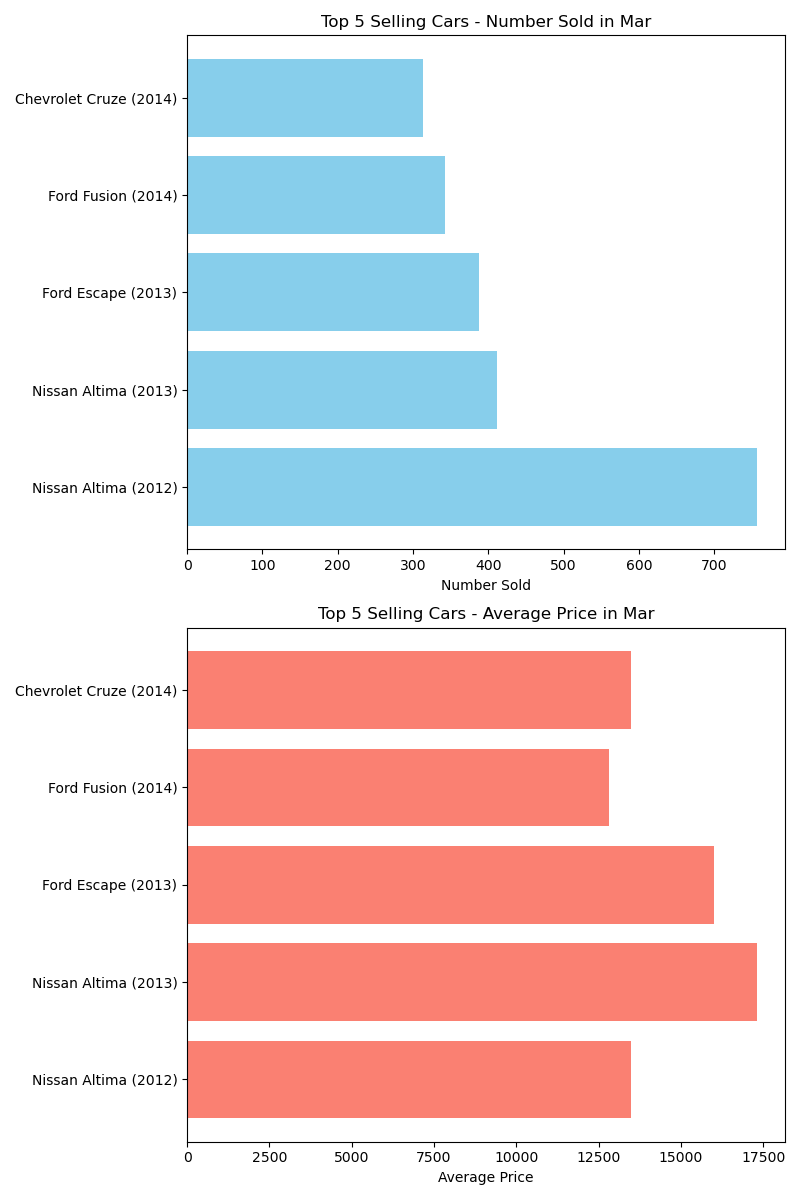 Top 5 Selling Cars - Number Sold in Mar
Chevrolet Cruze (2014)
Ford Fusion (2014)
Ford Escape (2013)
Nissan Altima (2013)
Nissan Altima (2012)
0 100 200 300 400 500 600 700
Number Sold
Top 5 Selling Cars - Average Price in Mar
Chevrolet Cruze (2014)
Ford Fusion (2014)
Ford Escape (2013)
Nissan Altima (2013)
Nissan Altima (2012)
0 2500 5000 7500 10000 12500 15000 17500
Average Price